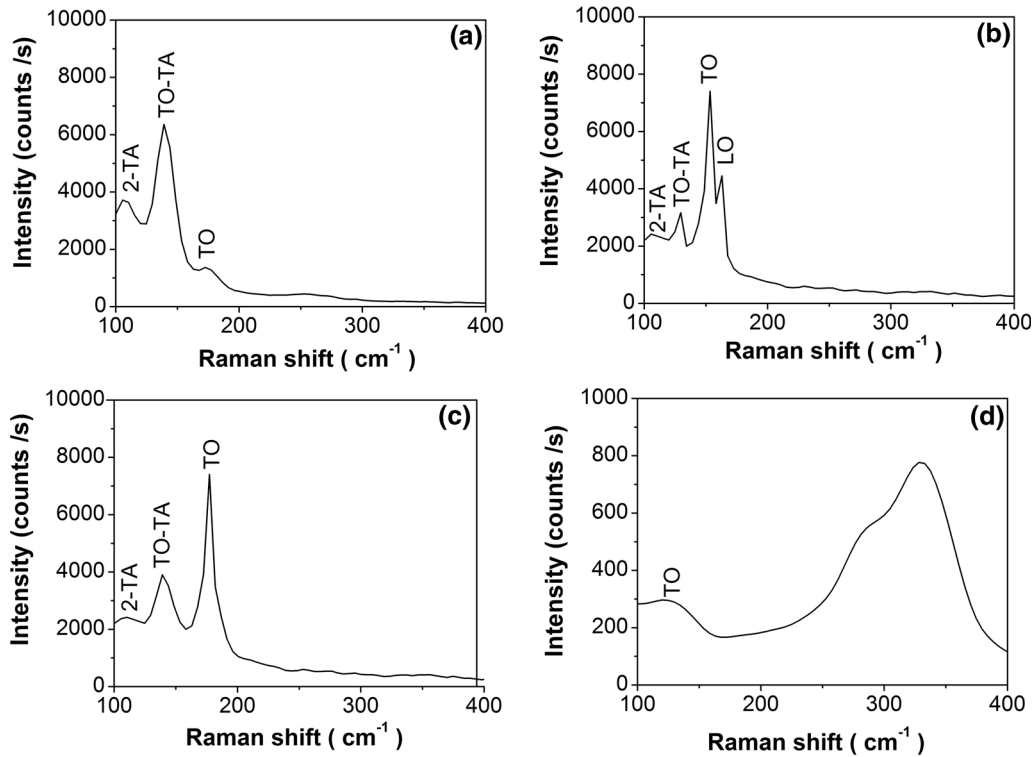 (a)
Intensity (counts /s)
10000
8000
6000
4000
2000
0
2-TA
TO-TA
TO
100
200
300
400
Raman shift ( cm-1 )
(b)
Intensity (counts /s)
10000
8000
6000
4000
2000
0
2-TA
TO-TA
TO
LO
100
200
300
400
Raman shift ( cm-1 )
(c)
Intensity (counts /s)
10000
8000
6000
4000
2000
0
2-TA
TO-TA
TO
100
200
300
400
Raman shift ( cm-1 )
(d)
Intensity (counts /s)
1000
800
600
400
200
0
TO
100
200
300
400
Raman shift ( cm-1 )